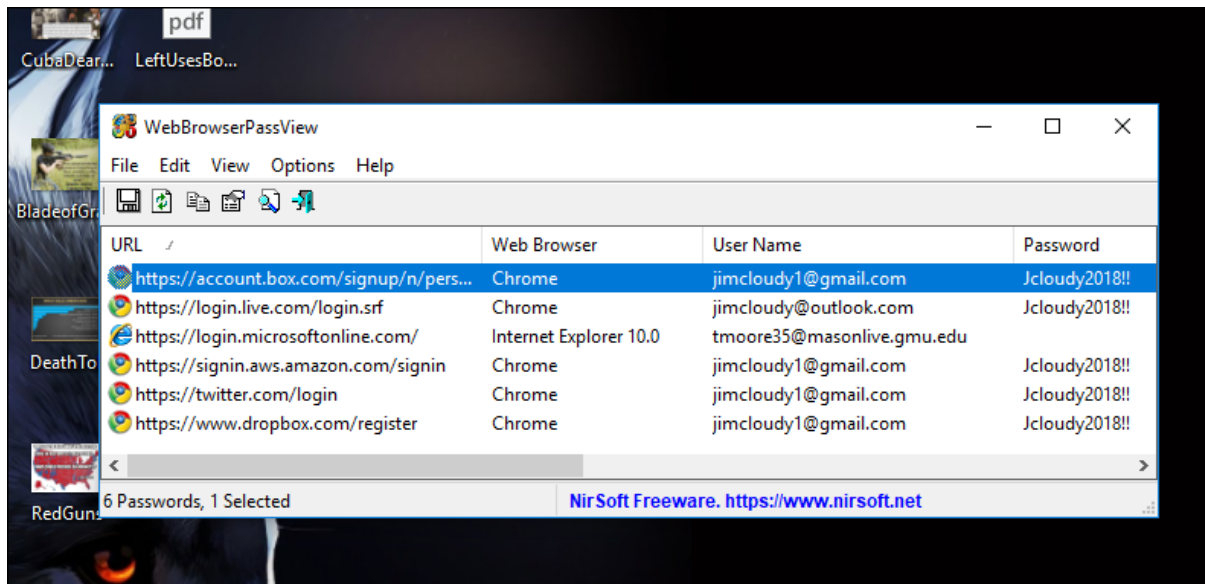 pdf
CubaDear... LeftUsesBo...
WebBrowserPassView
File Edit View Options Help
BladeofGr
URL Web Browser User Name Password
https://account.box.com/signup/n/pers... Chrome jimcloudy1@gmail.com Jcloudy2018!!
https://login.live.com/login.srf Chrome jimcloudy@outlook.com Jcloudy2018!!
https://login.microsoftonline.com/ Internet Explorer 10.0 tmoore35@masonlive.gmu.edu
DeathTo
https://signin.aws.amazon.com/signin Chrome jimcloudy1@gmail.com Jcloudy2018!!
https://twitter.com/login Chrome jimcloudy1@gmail.com Jcloudy2018!!
https://www.dropbox.com/register Chrome jimcloudy1@gmail.com Jcloudy2018!!
6 Passwords, 1 Selected NirSoft Freeware. https://www.nirsoft.net
RedGuns